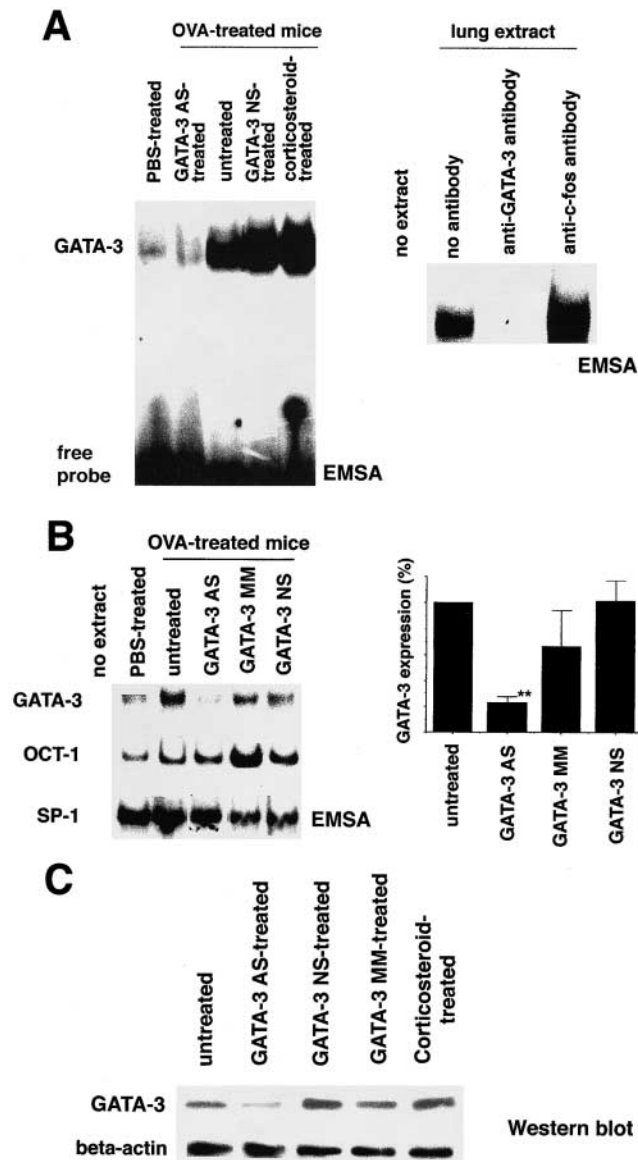 A
OVA-treated mice
PBS-treated
GATA-3 AS-
treated
untreated
GATA-3 NS-
treated
corticosteroid-
treated
GATA-3
free
probe
EMSA
lung extract
no extract
no antibody
anti-GATA-3 antibody
anti-c-fos antibody
EMSA
B
OVA-treated mice
no extract
PBS-treated
untreated
GATA-3 AS
GATA-3 MM
GATA-3 NS
GATA-3
OCT-1
SP-1
EMSA
GATA-3 expression (%)
**
untreated
GATA-3 AS
GATA-3 MM
GATA-3 NS
C
untreated
GATA-3 AS-treated
GATA-3 NS-treated
GATA-3 MM-treated
Corticosteroid-
treated
GATA-3
beta-actin
Western blot